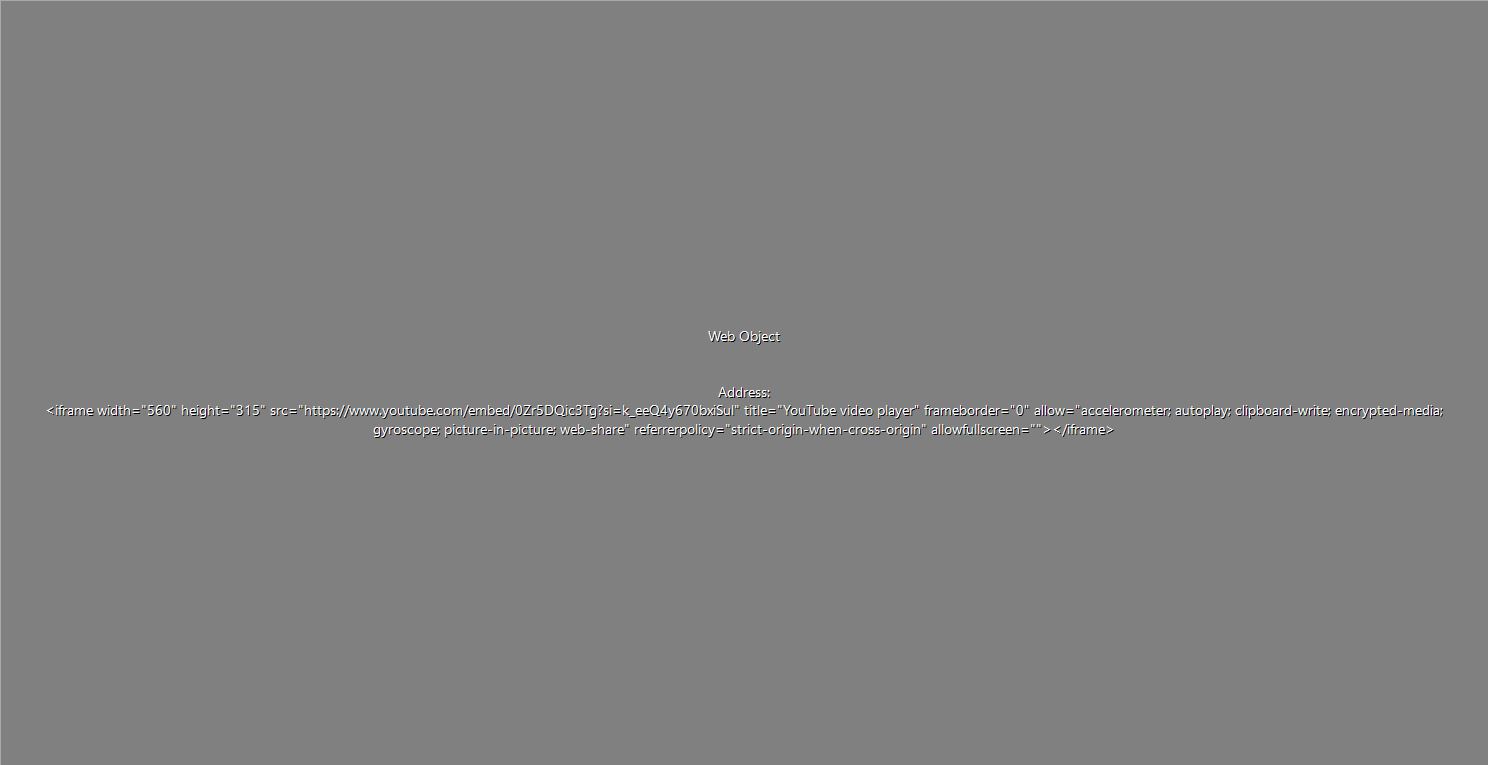 Web Object
Address:
<iframe width="560" height="315" src="https://www.youtube.com/embed/0Zr5DQic3Tg?si=k_eeQ4y670bxiSul" title="YouTube video player" frameborder="0" allow="accelerometer; autoplay; clipboard-write; encrypted-media;
gyroscope; picture-in-picture; web-share" referrerpolicy="strict-origin-when-cross-origin" allowfullscreen=""></iframe>